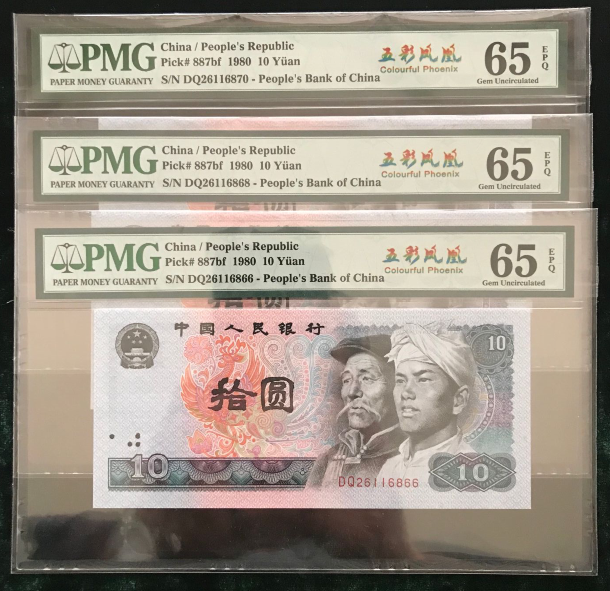 PMG
PAPER MONEY GUARANTY
China / People's Republic
Pick# 887bf 1980 10 Yüan
S/N DQ26116870 - People's Bank of China
五彩凤凰
Colourful Phoenix
65
EPQ
Gem Uncirculated
PMG
PAPER MONEY GUARANTY
China / People's Republic
Pick# 887bf 1980 10 Yüan
S/N DQ26116868 - People's Bank of China
五彩凤凰
Colourful Phoenix
65
EPQ
Gem Uncirculated
PMG
PAPER MONEY GUARANTY
China / People's Republic
Pick# 887bf 1980 10 Yüan
S/N DQ26116866 - People's Bank of China
五彩凤凰
Colourful Phoenix
65
EPQ
Gem Uncirculated
中国人民银行
10
拾圆
10
DQ26116866
10